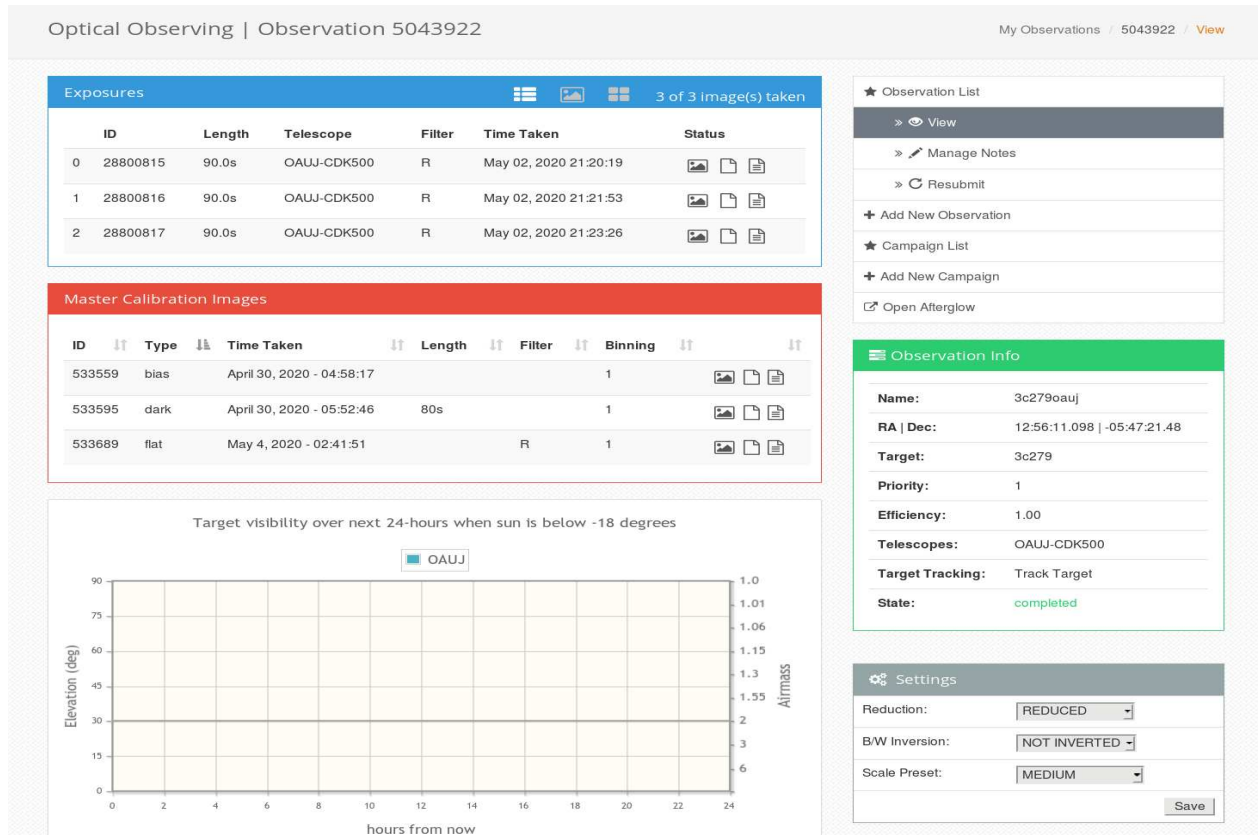 Optical Observing | Observation 5043922
My Observations / 5043922 / View
Exposures
3 of 3 image(s) taken
ID Length Telescope Filter Time Taken Status
0 28800815 90.0s OAUJ-CDK500 R May 02, 2020 21:20:19
1 28800816 90.0s OAUJ-CDK500 R May 02, 2020 21:21:53
2 28800817 90.0s OAUJ-CDK500 R May 02, 2020 21:23:26
Master Calibration Images
ID Type Time Taken Length Filter Binning
533559 bias April 30, 2020 - 04:58:17 1
533595 dark April 30, 2020 - 05:52:46 80s 1
533689 flat May 4, 2020 - 02:41:51 R 1
Target visibility over next 24-hours when sun is below -18 degrees
OAUJ
90
75
60
45
30
15
0
Elevation (deg)
1.0
1.01
1.06
1.15
1.3
1.55
2
3
6
Airmass
0 2 4 6 8 10 12 14 16 18 20 22 24
hours from now
Observation List
» View
» Manage Notes
» Resubmit
Add New Observation
Campaign List
Add New Campaign
Open Afterglow
Observation Info
Name: 3c279oauj
RA | Dec: 12:56:11.098 | -05:47:21.48
Target: 3c279
Priority: 1
Efficiency: 1.00
Telescopes: OAUJ-CDK500
Target Tracking: Track Target
State: completed
Settings
Reduction: REDUCED
B/W Inversion: NOT INVERTED
Scale Preset: MEDIUM
Save